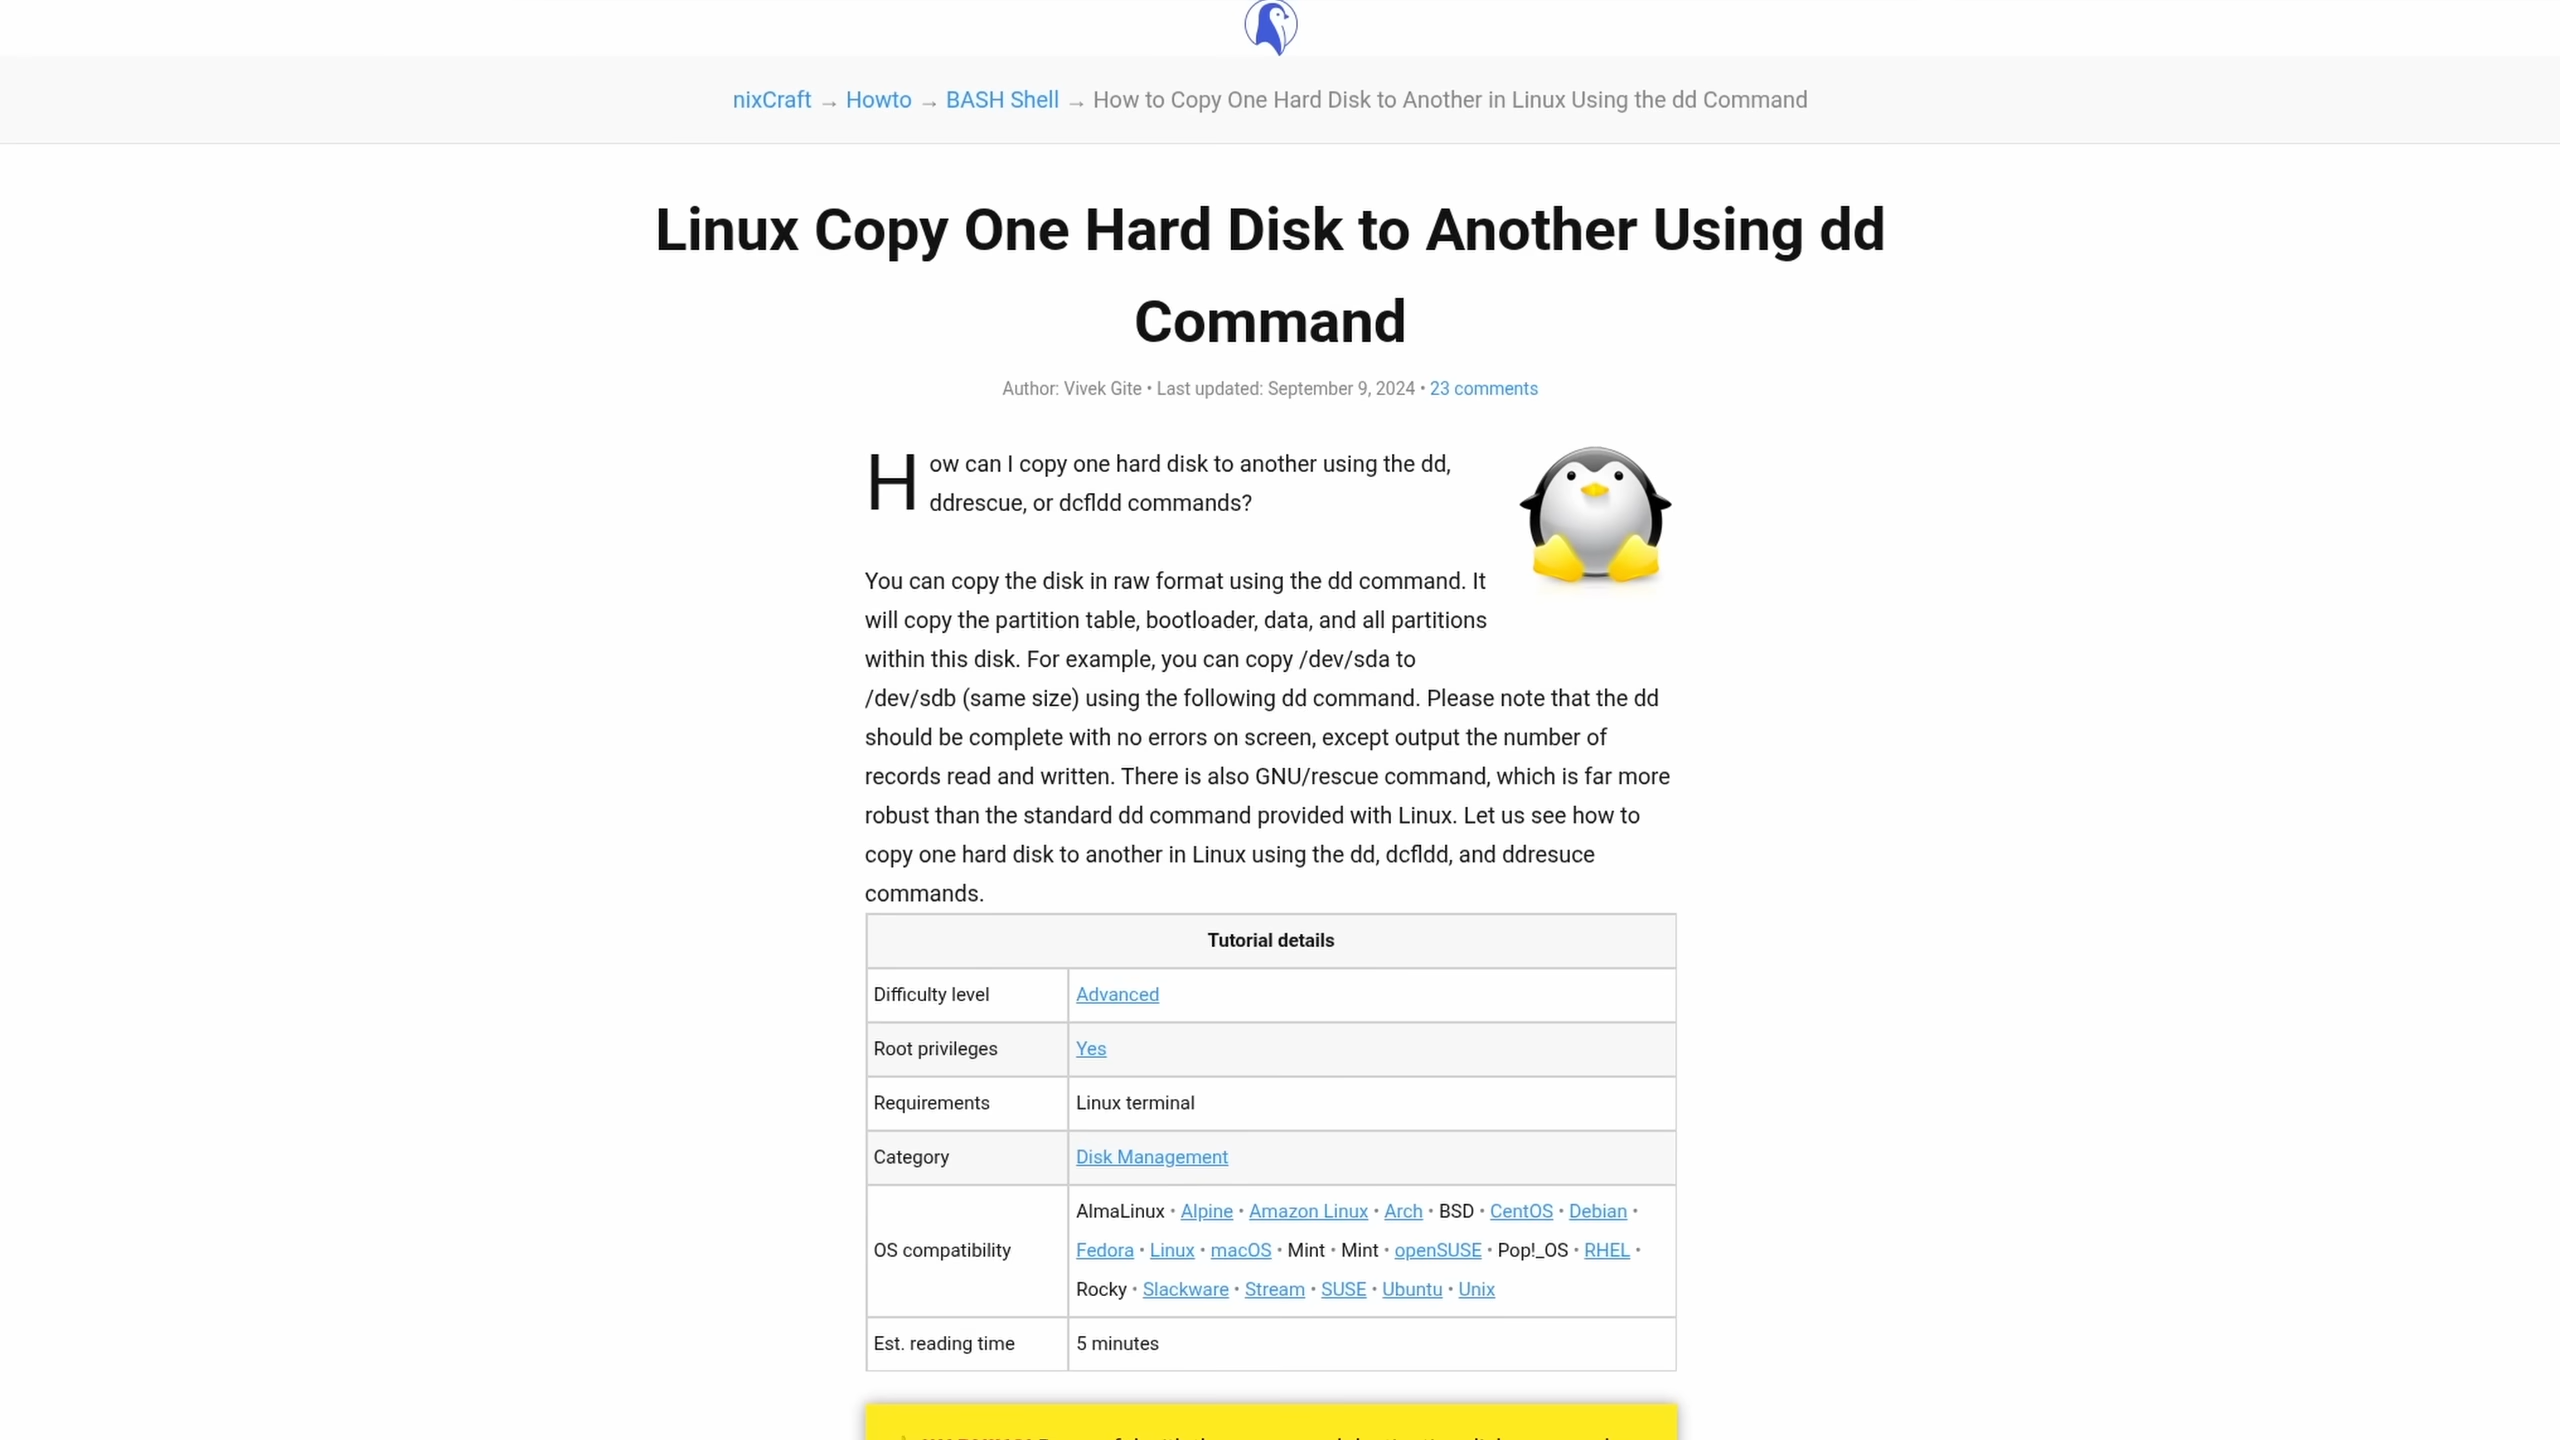 nixCraft → Howto → BASH Shell → How to Copy One Hard Disk to Another in Linux Using the dd Command
Linux Copy One Hard Disk to Another Using dd
Command
Author: Vivek Gite • Last updated: September 9, 2024 • 23 comments
How can I copy one hard disk to another using the dd,
ddrescue, or dcfldd commands?
You can copy the disk in raw format using the dd command. It
will copy the partition table, bootloader, data, and all partitions
within this disk. For example, you can copy /dev/sda to
/dev/sdb (same size) using the following dd command. Please note that the dd
should be complete with no errors on screen, except output the number of
records read and written. There is also GNU/rescue command, which is far more
robust than the standard dd command provided with Linux. Let us see how to
copy one hard disk to another in Linux using the dd, dcfldd, and ddresuce
commands.
Tutorial details
Difficulty level Advanced
Root privileges Yes
Requirements Linux terminal
Category Disk Management
AlmaLinux • Alpine • Amazon Linux • Arch • BSD • CentOS • Debian •
OS compatibility Fedora • Linux • macOS • Mint • Mint • openSUSE • Pop!_OS • RHEL •
Rocky • Slackware • Stream • SUSE • Ubuntu • Unix
Est. reading time 5 minutes